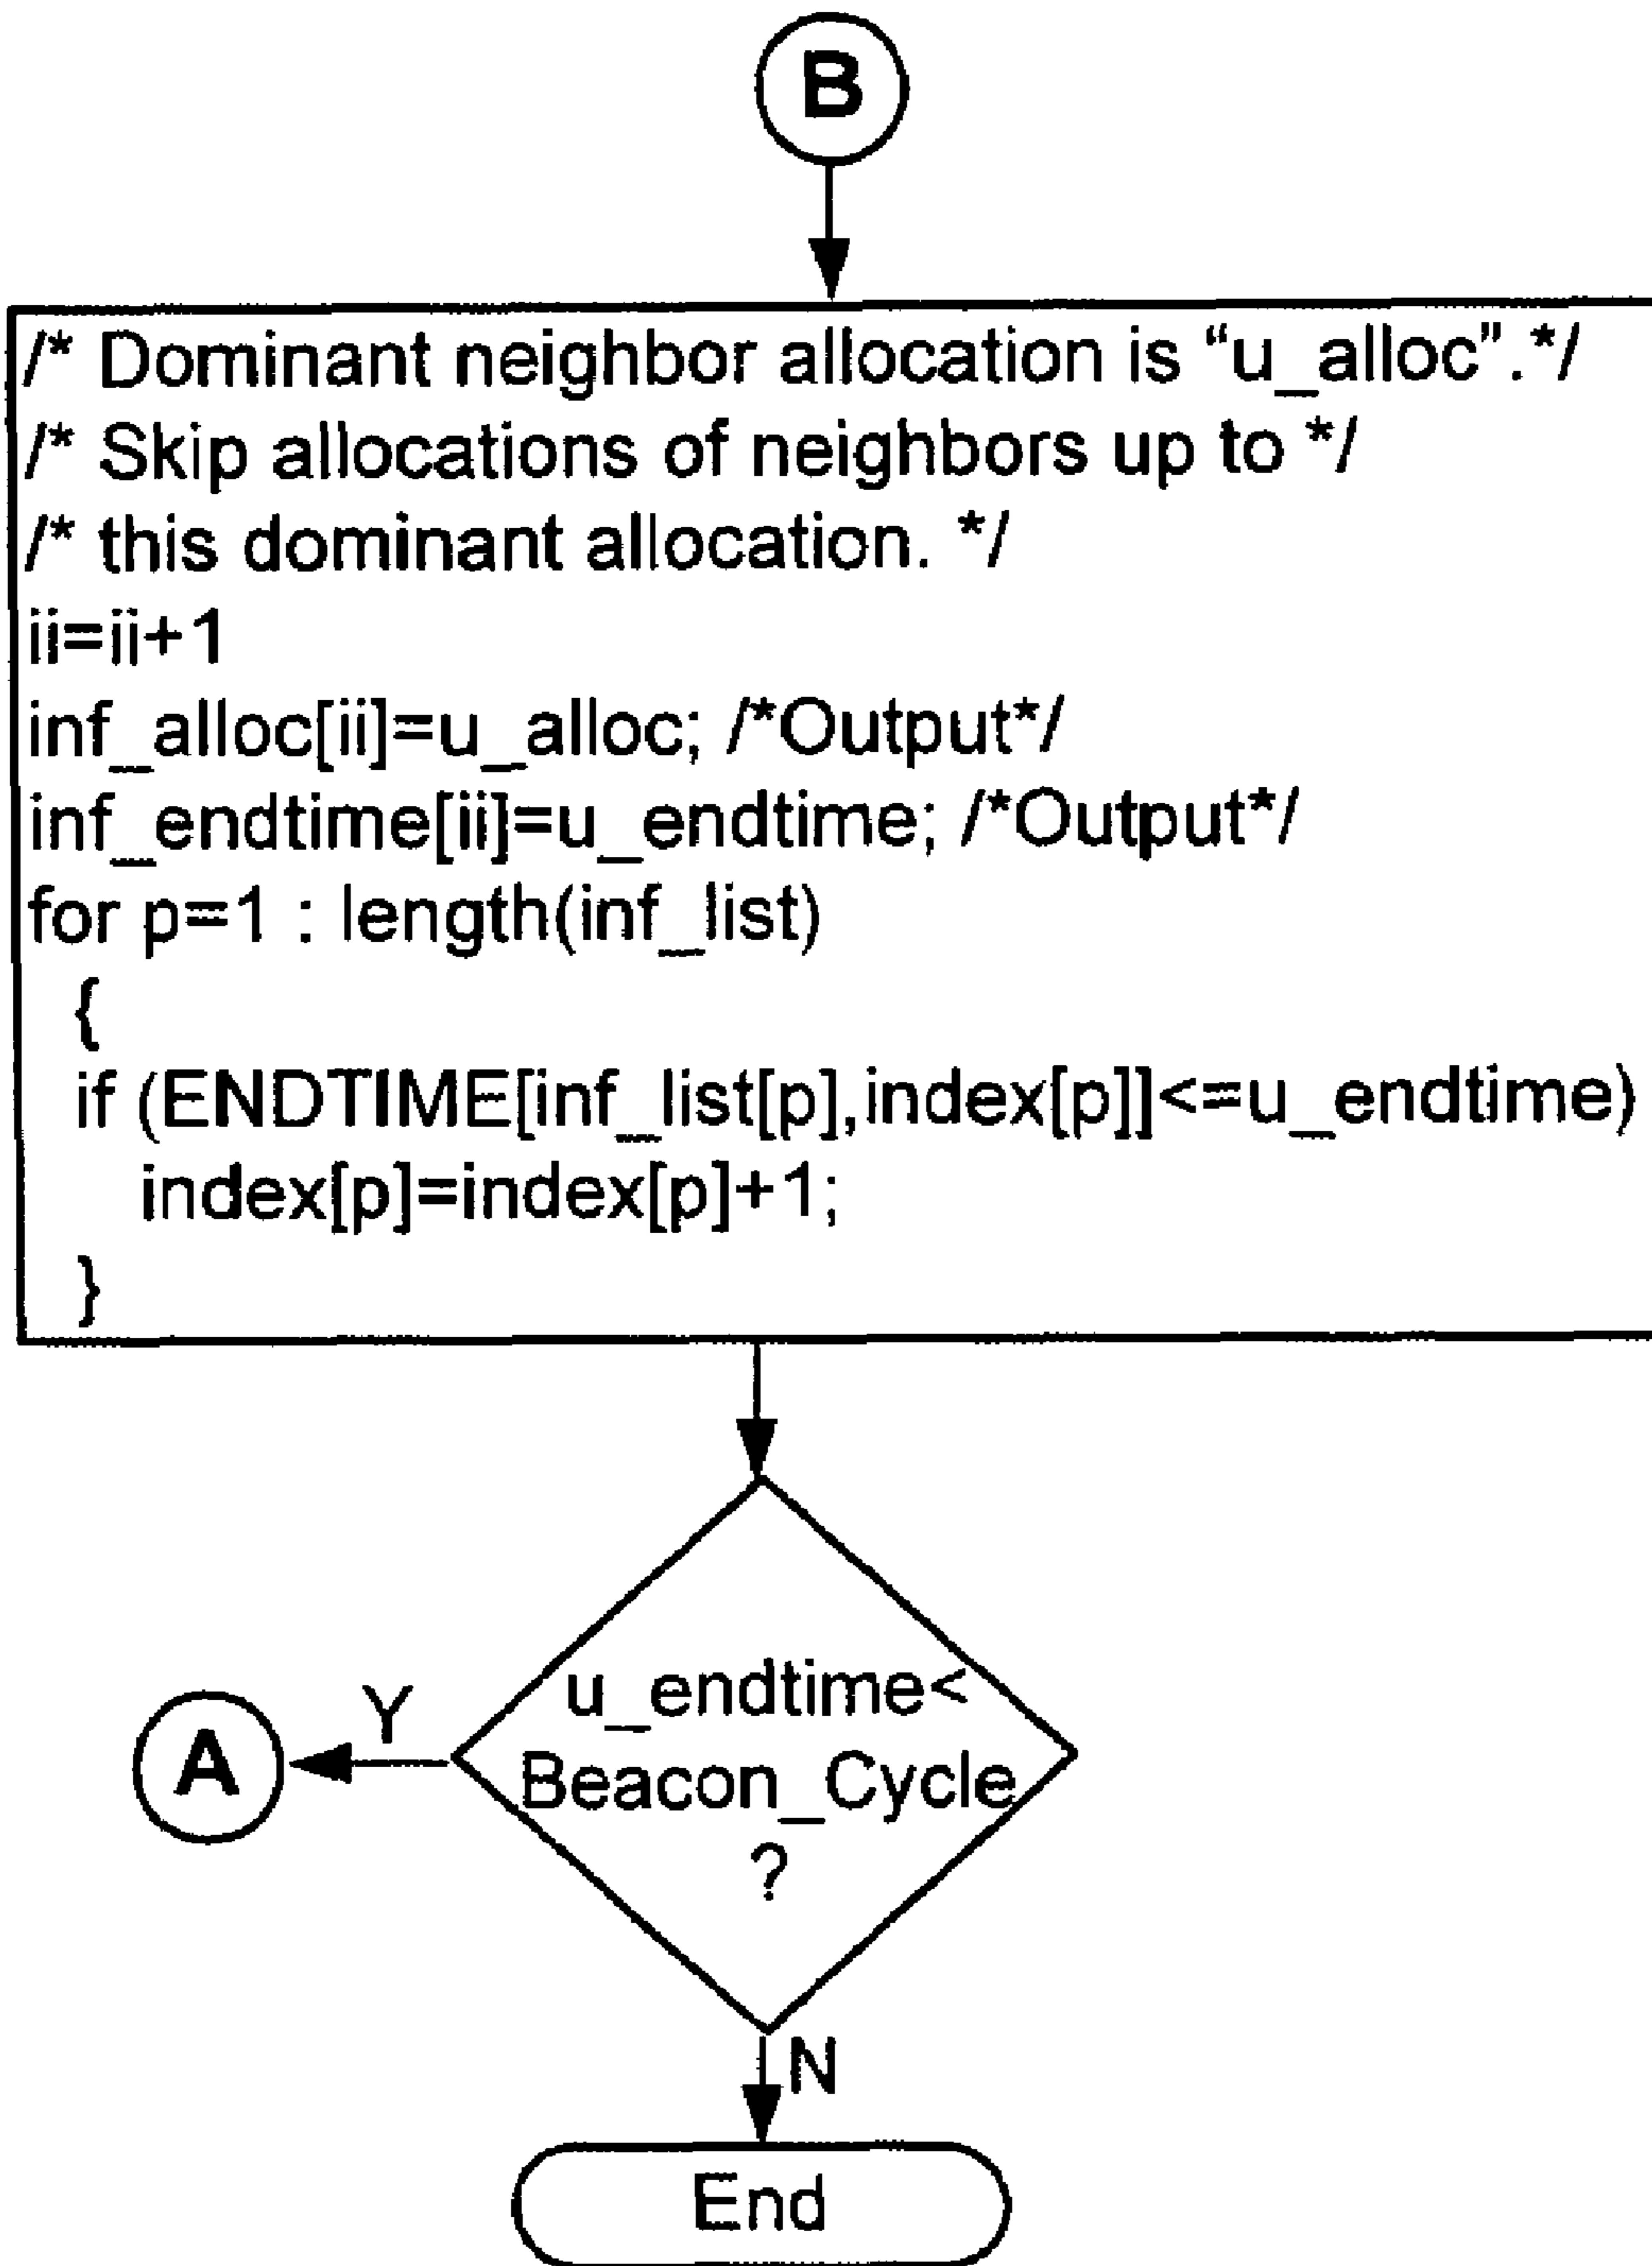 B
/* Dominant neighbor allocation is “u_alloc”.*/
/* Skip allocations of neighbors up to */
/* this dominant allocation. */
ii=ii+1
inf_alloc[ii]=u_alloc; /*Output*/
inf_endtime[ii]=u_endtime; /*Output*/
for p=1 : length(inf_list)
{
if (ENDTIME[inf_list[p],index[p]]<=u_endtime)
index[p]=index[p]+1;
}
u_endtime<
Beacon_Cycle
?
Y
A
N
End